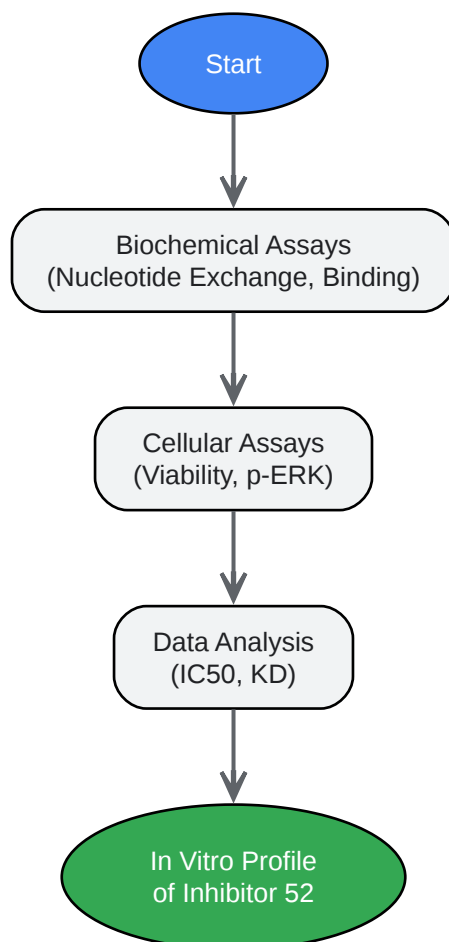 Start
Biochemical Assays
(Nucleotide Exchange, Binding)
Cellular Assays
(Viability, p-ERK)
Data Analysis
(IC50, KD)
In Vitro Profile
of Inhibitor 52